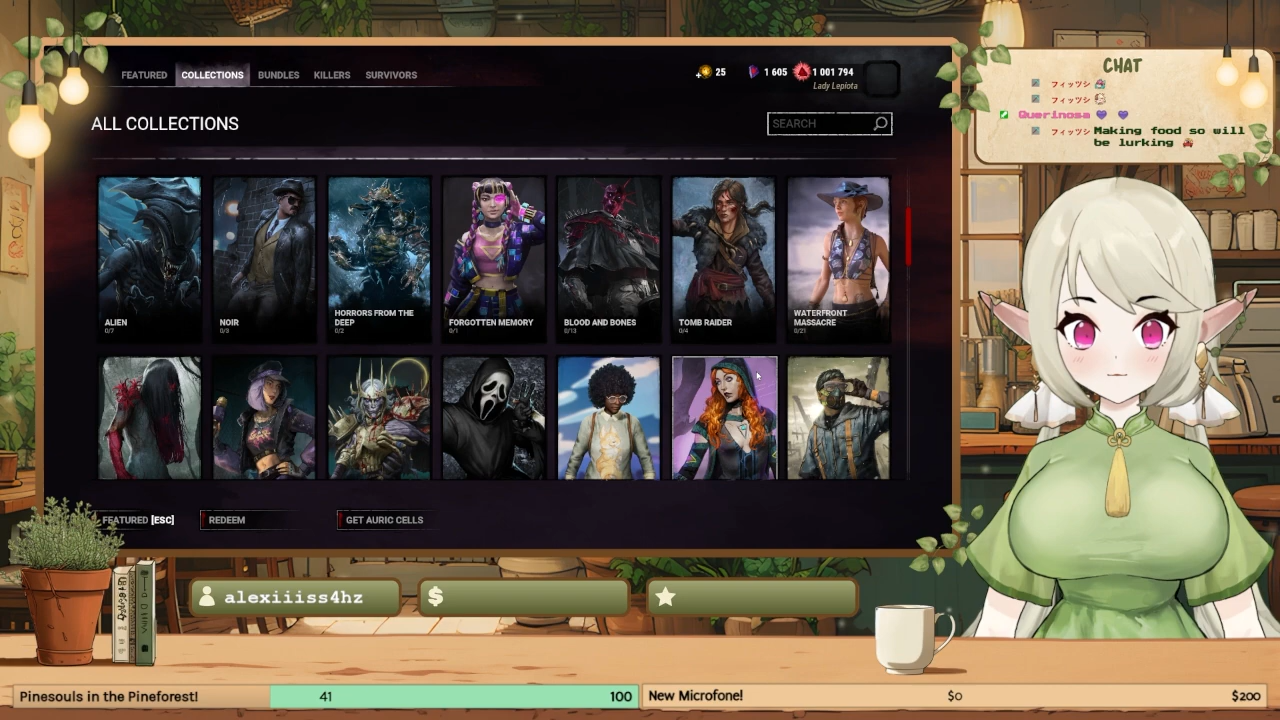 FEATURED COLLECTIONS BUNDLES KILLERS SURVIVORS
25 1 605 1 001 794
Lady Lepiota
ALL COLLECTIONS
SEARCH
ALIEN
0/7
NOIR
0/8
HORRORS FROM THE
DEEP
0/2
FORGOTTEN MEMORY
0/1
BLOOD AND BONES
0/13
TOMB RAIDER
0/4
WATERFRONT
MASSACRE
0/21
FEATURED [ESC]
REDEEM
GET AURIC CELLS
CHAT
フィッツシ
フィッツシ
Querinosa
フィッツシ Making food so will
be lurking
alexiiiss4hz
$
Pinesouls in the Pineforest! 41 100
New Microfone! $0 $200